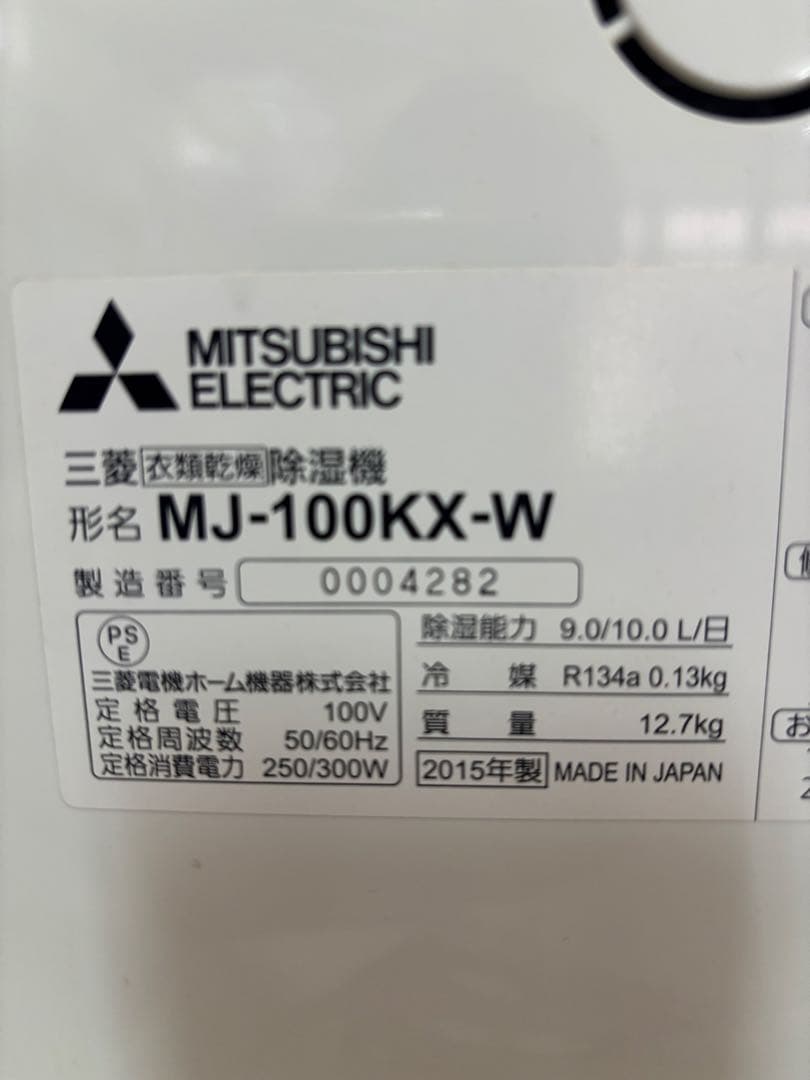 MITSUBISHI
ELECTRIC
三菱衣類乾燥除湿機
形名 MJ-100KX-W
製造番号 0004282
PS
E
三菱電機ホーム機器株式会社
定格電圧 100V
定格周波数 50/60Hz
定格消費電力 250/300W
除湿能力 9.0/10.0 L/日
冷媒 R134a 0.13kg
質量 12.7kg
2015年製 MADE IN JAPAN
お